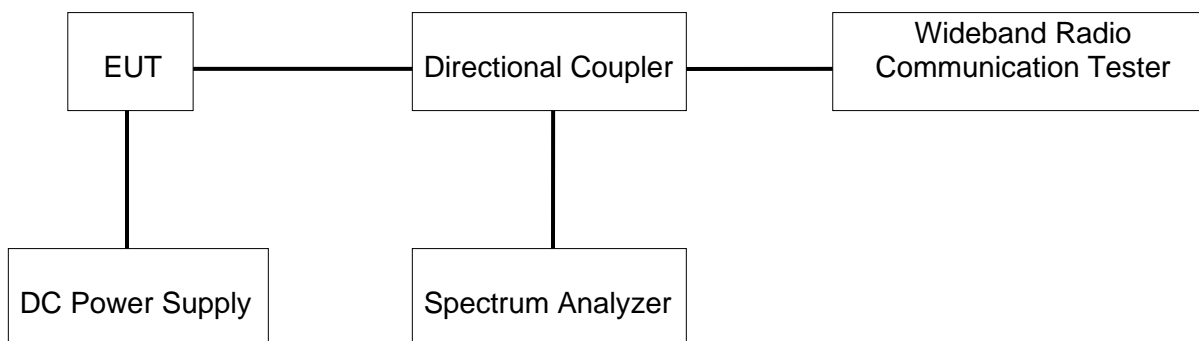 EUT
Directional Coupler
Wideband Radio
Communication Tester
DC Power Supply
Spectrum Analyzer